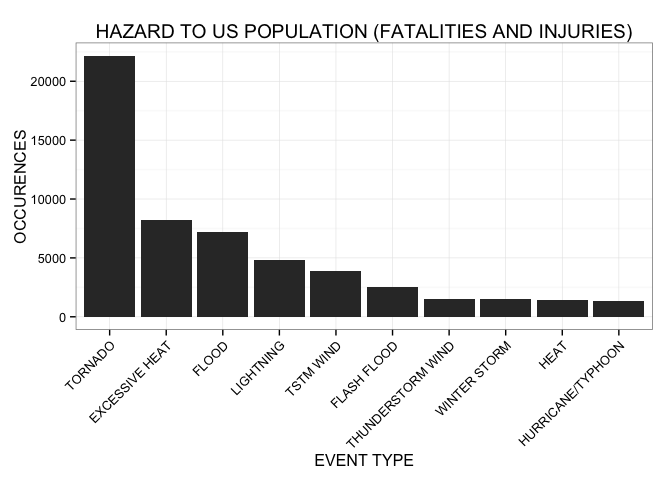 HAZARD TO US POPULATION (FATALITIES AND INJURIES)
OCCURENCES
20000
15000
10000
5000
0
TORNADO
EXCESSIVE HEAT
FLOOD
LIGHTNING
TSTM WIND
FLASH FLOOD
THUNDERSTORM WIND
WINTER STORM
HEAT
HURRICANE/TYPHOON
EVENT TYPE